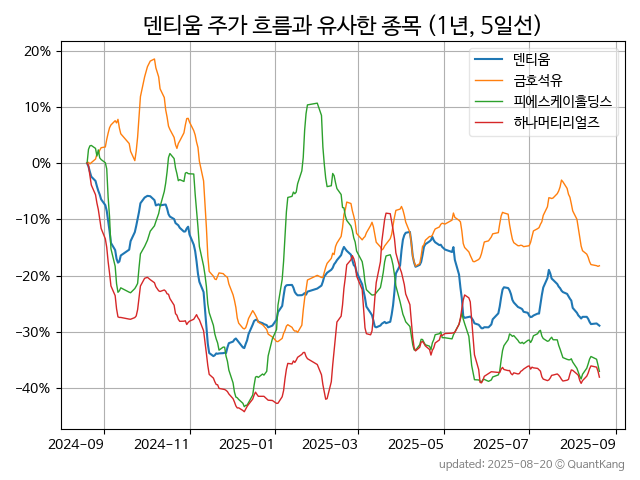 덴티움 주가 흐름과 유사한 종목 (1년, 5일선)
덴티움
금호석유
피에스케이홀딩스
하나머티리얼즈
20%
10%
0%
−10%
−20%
−30%
−40%
2024-09
2024-11
2025-01
2025-03
2025-05
2025-07
2025-09
updated: 2025-08-20 © QuantKang